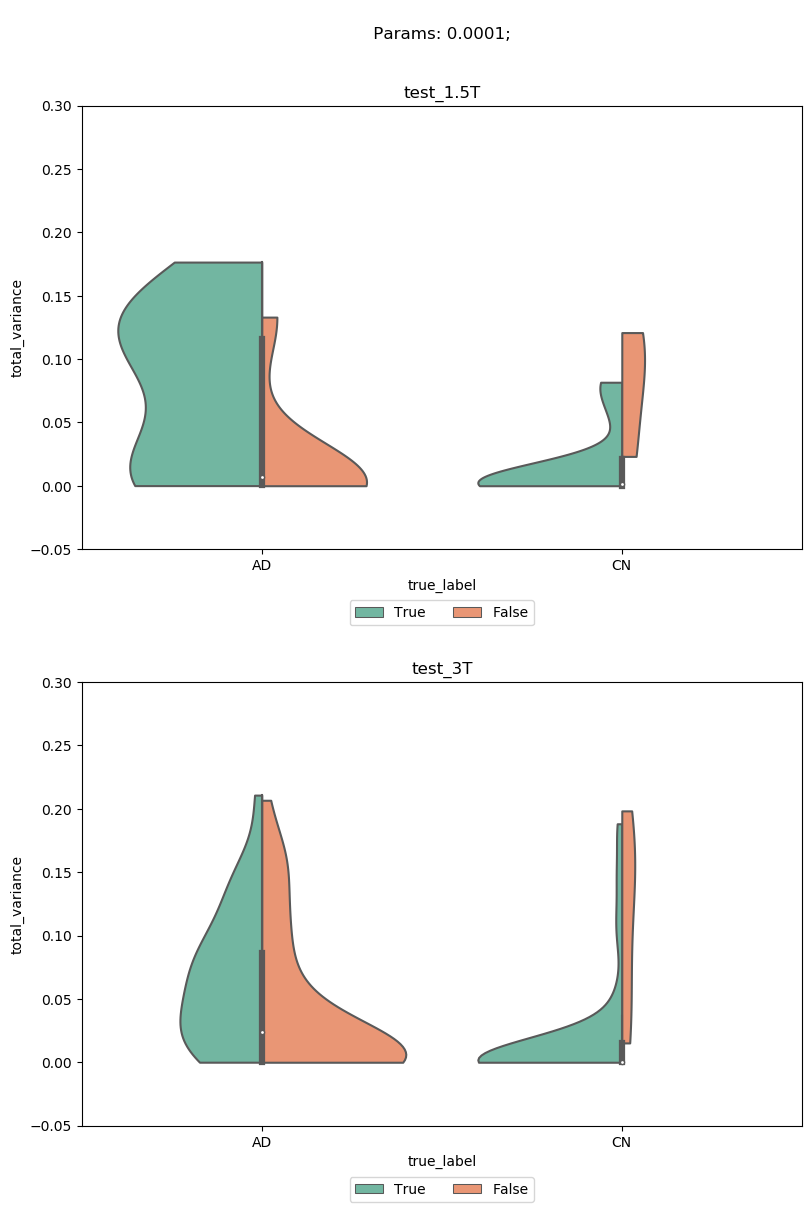 Params: 0.0001;
test_1.5T
0.30
0.25
0.20
0.15
0.10
0.05
0.00
−0.05
total_variance
AD CN
true_label
True False
test_3T
0.30
0.25
0.20
0.15
0.10
0.05
0.00
−0.05
total_variance
AD CN
true_label
True False